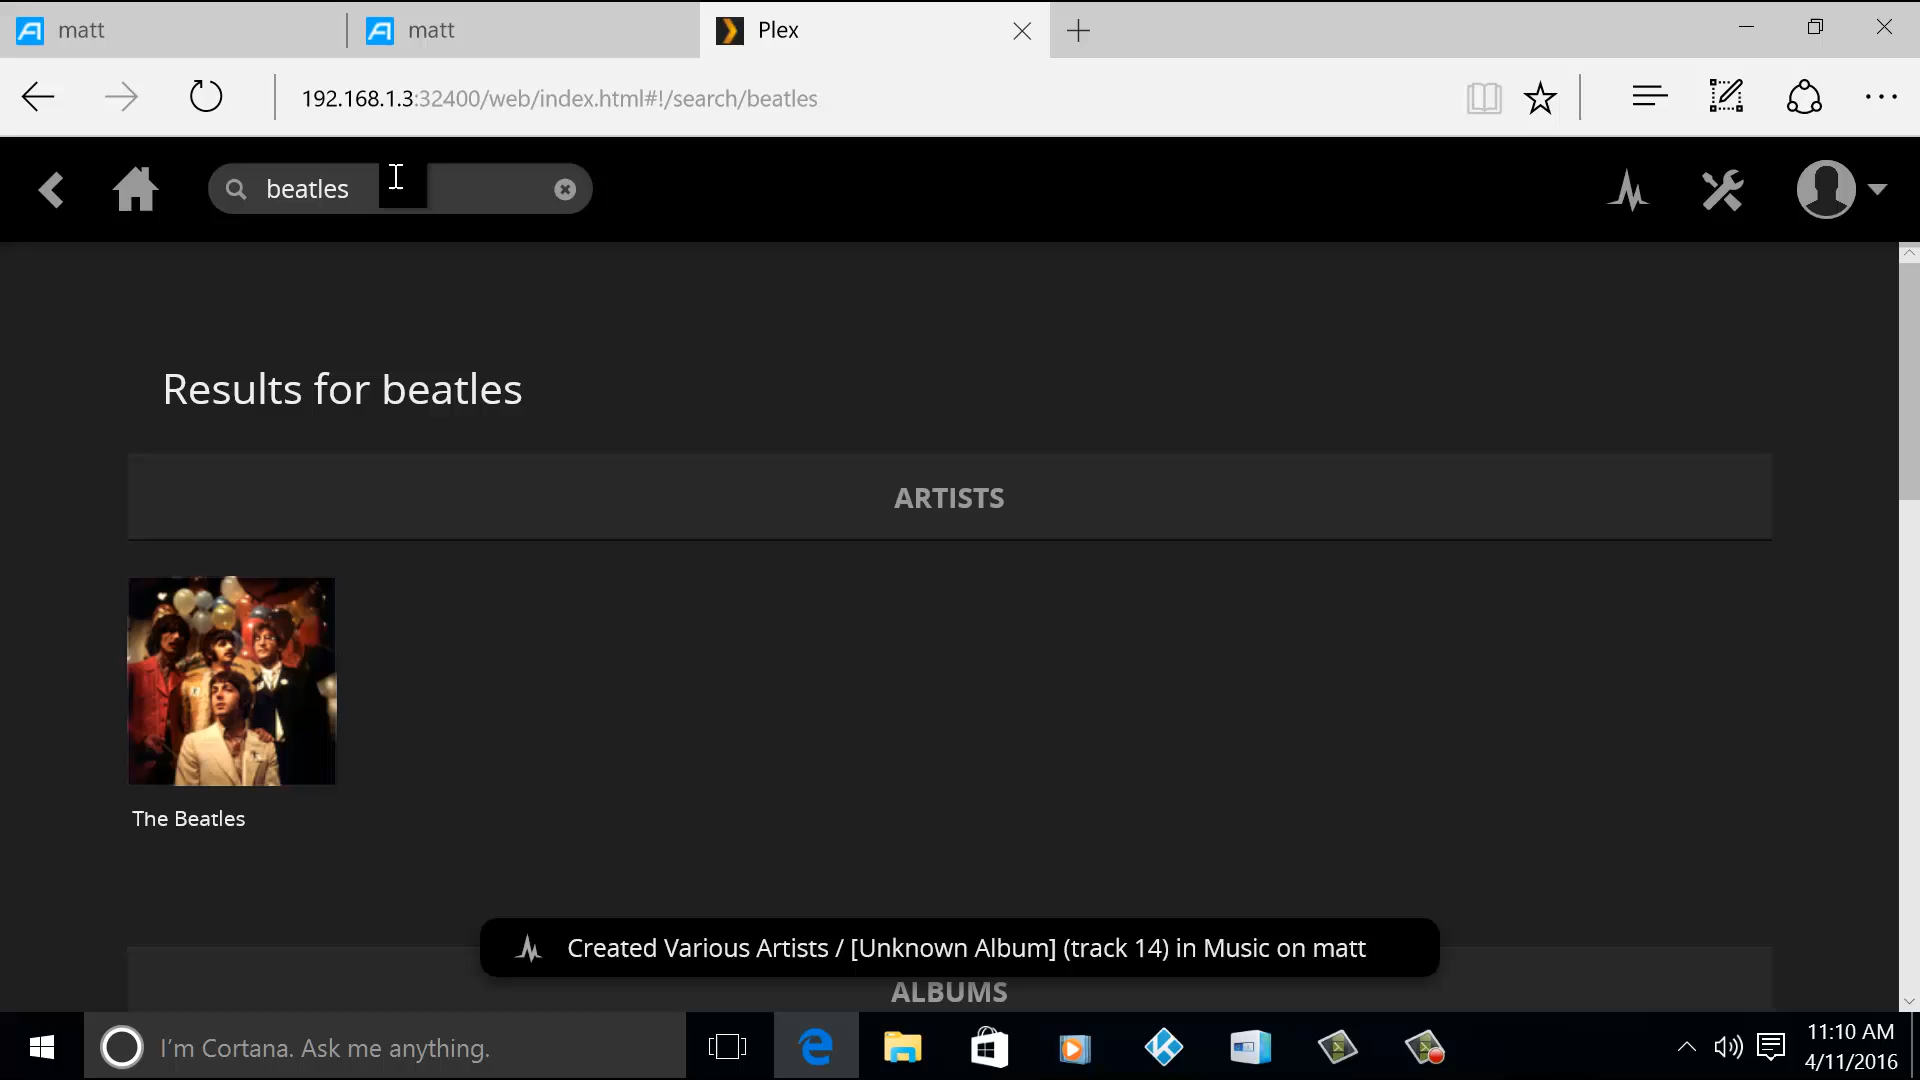 matt
matt
Plex
192.168.1.3:32400/web/index.html#!/search/beatles
beatles
Results for beatles
ARTISTS
The Beatles
Created Various Artists / [Unknown Album] (track 14) in Music on matt
ALBUMS
I'm Cortana. Ask me anything.
11:10 AM
4/11/2016